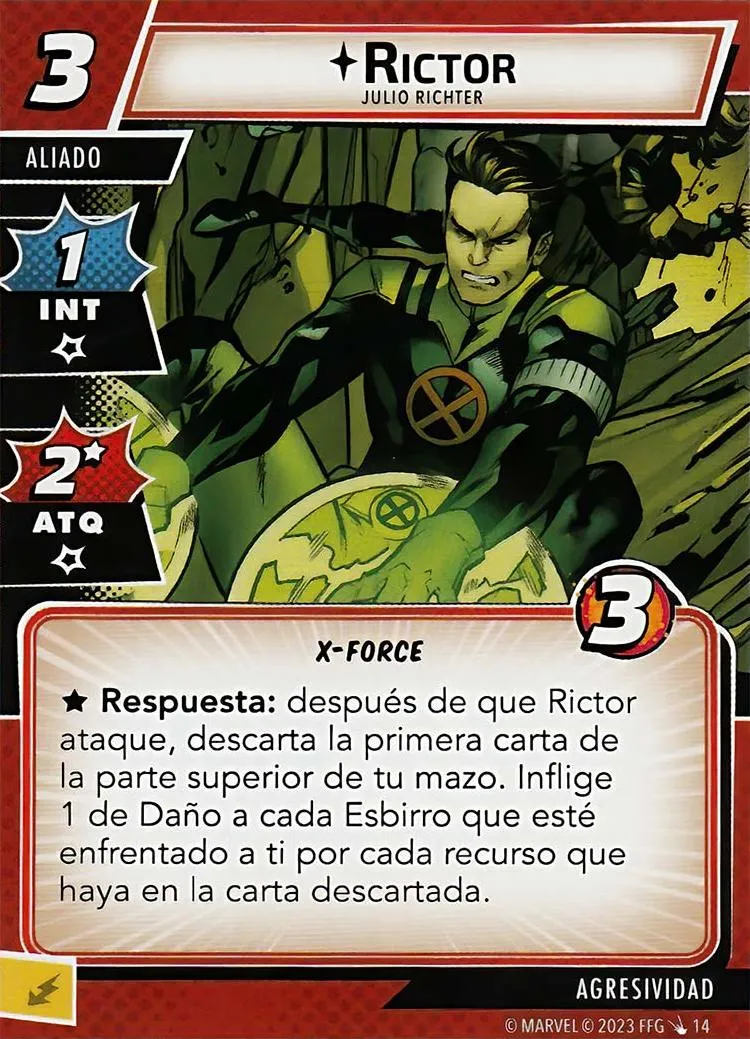 3
RICTOR
JULIO RICHTER
ALIADO
1
INT
2
ATQ
3
X-FORCE
Respuesta: después de que Rictor
ataque, descarta la primera carta de
la parte superior de tu mazo. Inflige
1 de Daño a cada Esbirro que esté
enfrentado a ti por cada recurso que
haya en la carta descartada.
AGRESIVIDAD
© MARVEL © 2023 FFG 14